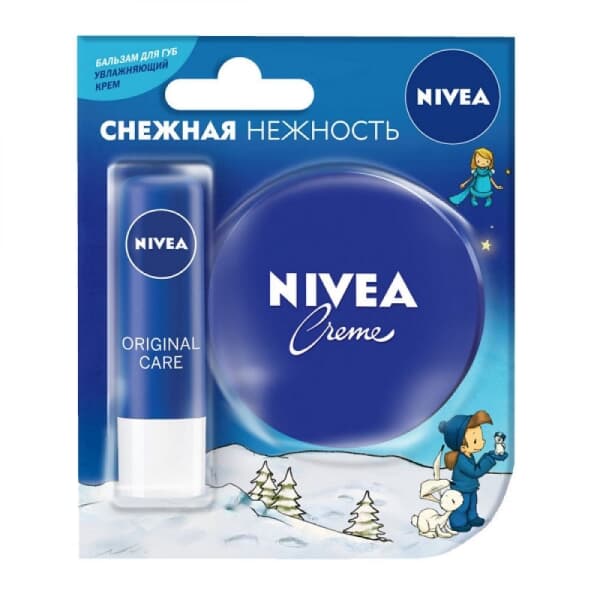 БАЛЬЗАМ ДЛЯ ГУБ
УВЛАЖНЯЮЩИЙ
КРЕМ
NIVEA
СНЕЖНАЯ НЕЖНОСТЬ
NIVEA
ORIGINAL
CARE
NIVEA
Creme